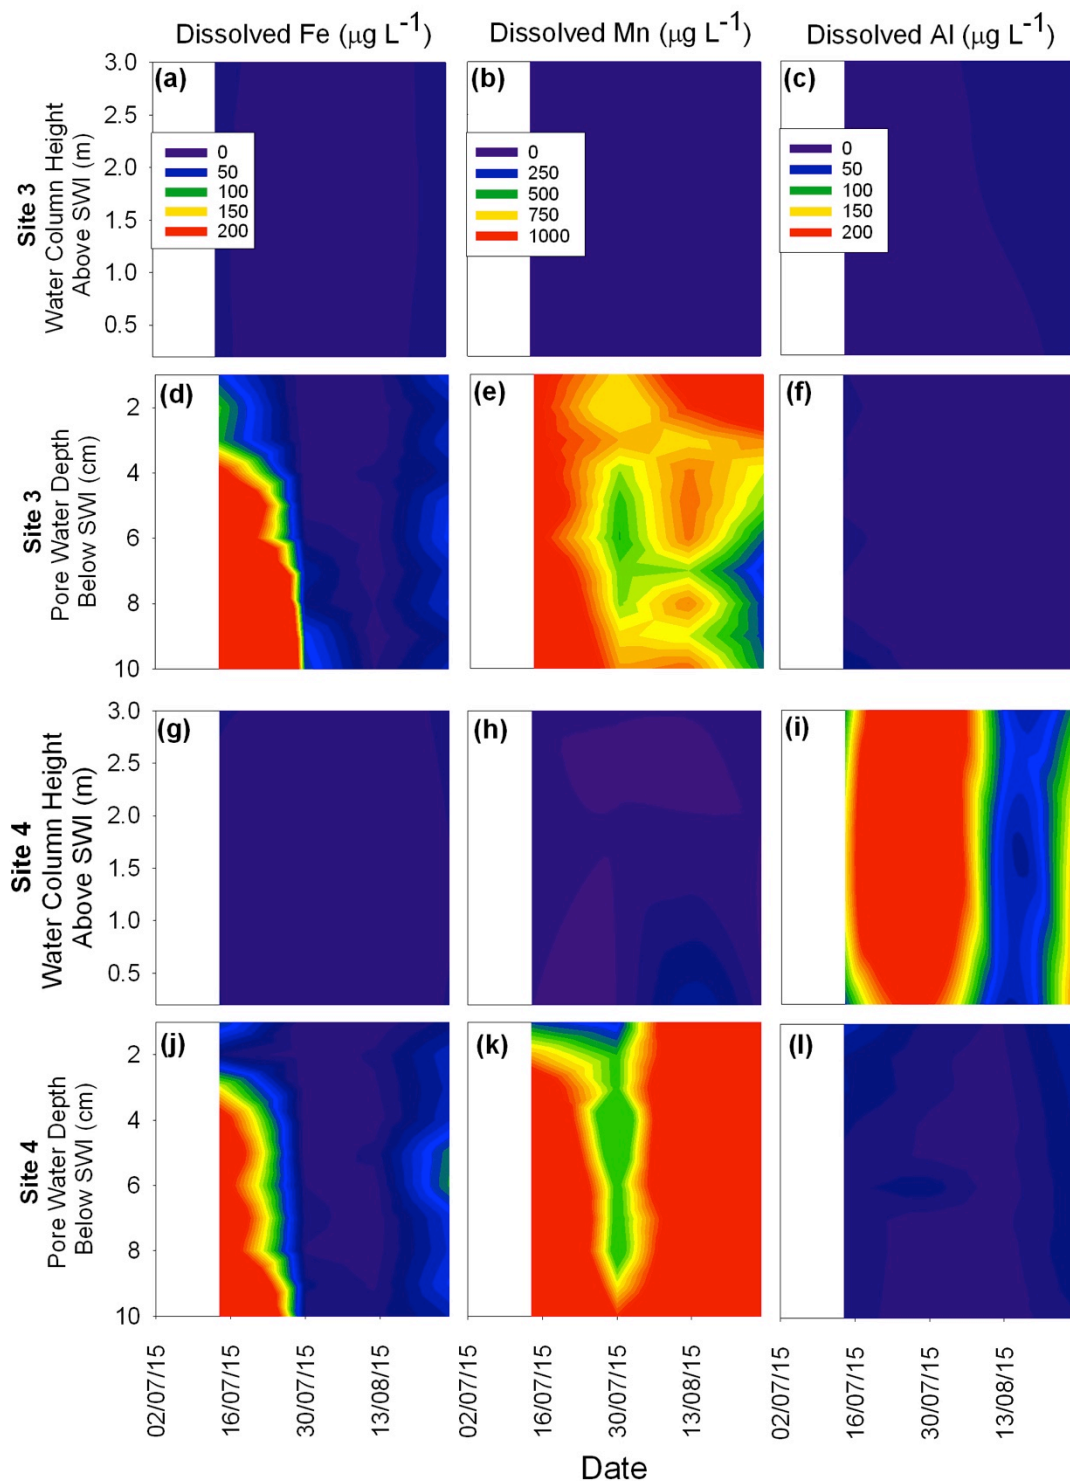 Dissolved Fe (μg L-1) Dissolved Mn (μg L-1) Dissolved Al (μg L-1)
Site 3
Water Column Height
Above SWI (m)
3.0
2.5
2.0
1.5
1.0
0.5
(a)
0
50
100
150
200
(b)
0
250
500
750
1000
(c)
0
50
100
150
200
Site 3
Pore Water Depth
Below SWI (cm)
2
4
6
8
10
(d)
(e)
(f)
Site 4
Water Column Height
Above SWI (m)
3.0
2.5
2.0
1.5
1.0
0.5
(g)
(h)
(i)
Site 4
Pore Water Depth
Below SWI (cm)
2
4
6
8
10
(j)
(k)
(l)
02/07/15
16/07/15
30/07/15
13/08/15
02/07/15
16/07/15
30/07/15
13/08/15
02/07/15
16/07/15
30/07/15
13/08/15
Date